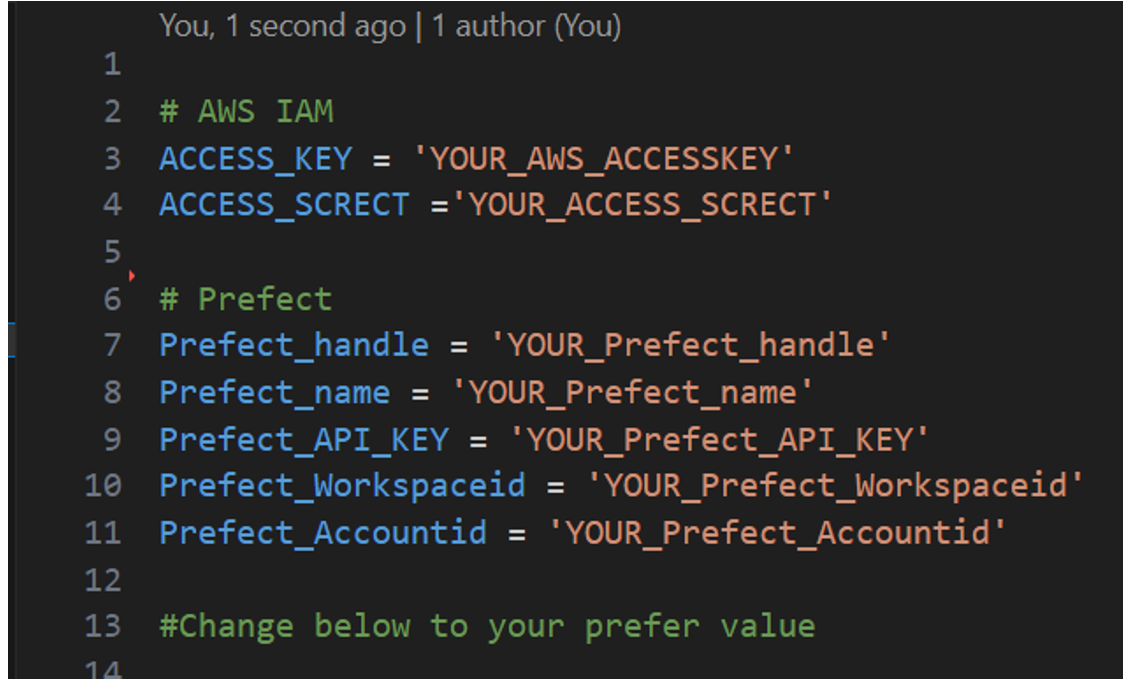 You, 1 second ago | 1 author (You)
1
2 # AWS IAM
3 ACCESS_KEY = 'YOUR_AWS_ACCESSKEY'
4 ACCESS_SCRECT ='YOUR_ACCESS_SCRECT'
5
6 # Prefect
7 Prefect_handle = 'YOUR_Prefect_handle'
8 Prefect_name = 'YOUR_Prefect_name'
9 Prefect_API_KEY = 'YOUR_Prefect_API_KEY'
10 Prefect_Workspaceid = 'YOUR_Prefect_Workspaceid'
11 Prefect_Accountid = 'YOUR_Prefect_Accountid'
12
13 #Change below to your prefer value
14